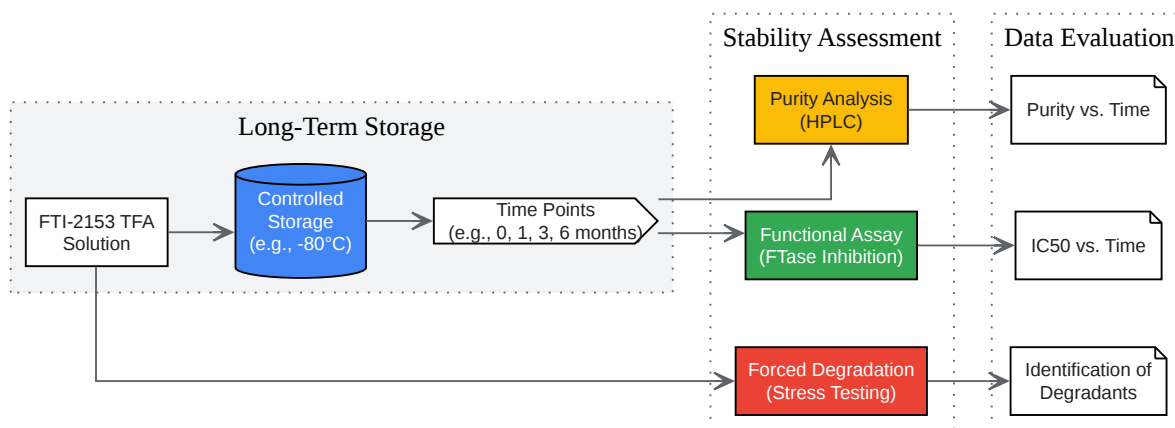 Long-Term Storage
FTI-2153 TFA
Solution
Controlled
Storage
(e.g., -80°C)
Time Points
(e.g., 0, 1, 3, 6 months)
Stability Assessment
Purity Analysis
(HPLC)
Functional Assay
(FTase Inhibition)
Forced Degradation
(Stress Testing)
Data Evaluation
Purity vs. Time
IC50 vs. Time
Identification of
Degradants